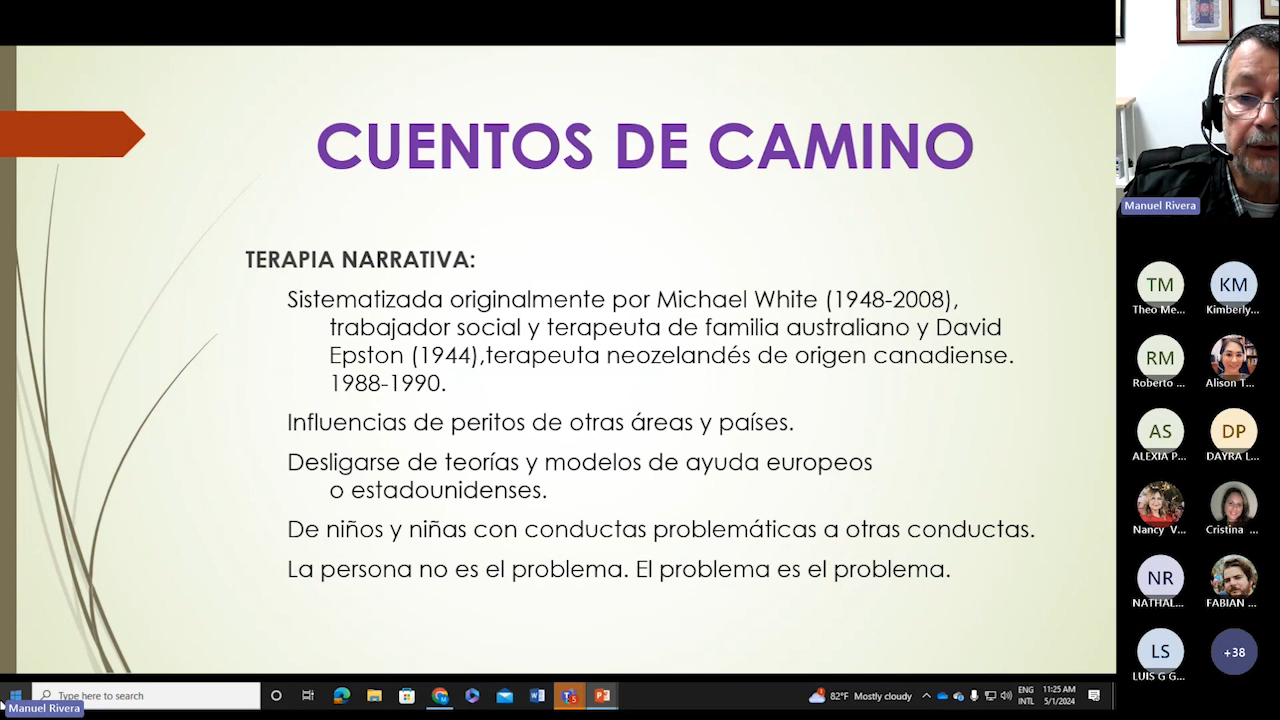 CUENTOS DE CAMINO
TERAPIA NARRATIVA:
Sistematizada originalmente por Michael White (1948-2008),
trabajador social y terapeuta de familia australiano y David
Epston (1944),terapeuta neozelandés de origen canadiense.
1988-1990.
Influencias de peritos de otras áreas y países.
Desligarse de teorías y modelos de ayuda europeos
o estadounidenses.
De niños y niñas con conductas problemáticas a otras conductas.
La persona no es el problema. El problema es el problema.
Manuel Rivera
TM
Theo Me...
KM
Kimberly...
RM
Roberto ...
Alison T...
AS
ALEXIA P...
DP
DAYRA L...
Nancy V...
Cristina ...
NR
NATHAL...
FABIAN ...
LS
LUIS G G...
+38
Type here to search
82°F Mostly cloudy
ENG
INTL
11:25 AM
5/1/2024
Manuel Rivera